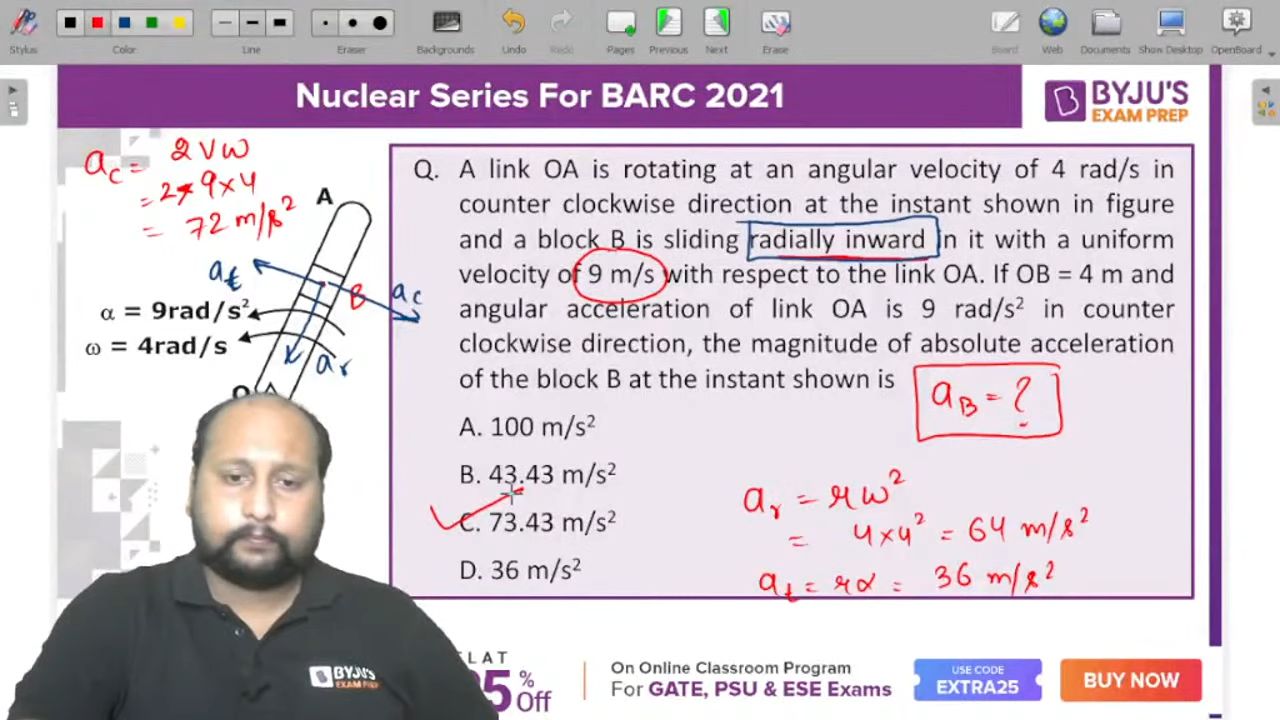 Stylus
Color
Line
Eraser
Backgrounds
Undo
Redo
Pages
Previous
Next
Erase
Board
Web
Documents
Show Desktop
OpenBoard
Nuclear Series For BARC 2021
BYJU'S
EXAM PREP
ac = 2vω
= 2×9×4
= 72 m/s²
A
at
B
ac
α = 9rad/s²
ω = 4rad/s
ar
O
Q. A link OA is rotating at an angular velocity of 4 rad/s in
counter clockwise direction at the instant shown in figure
and a block B is sliding radially inward in it with a uniform
velocity of 9 m/s with respect to the link OA. If OB = 4 m and
angular acceleration of link OA is 9 rad/s² in counter
clockwise direction, the magnitude of absolute acceleration
of the block B at the instant shown is
aB = ?
A. 100 m/s²
B. 43.43 m/s²
C. 73.43 m/s²
D. 36 m/s²
ar = rω²
= 4×4² = 64 m/s²
at = rα = 36 m/s²
BYJU'S
EXAM PREP
LAT
5% Off
On Online Classroom Program
For GATE, PSU & ESE Exams
USE CODE
EXTRA25
BUY NOW